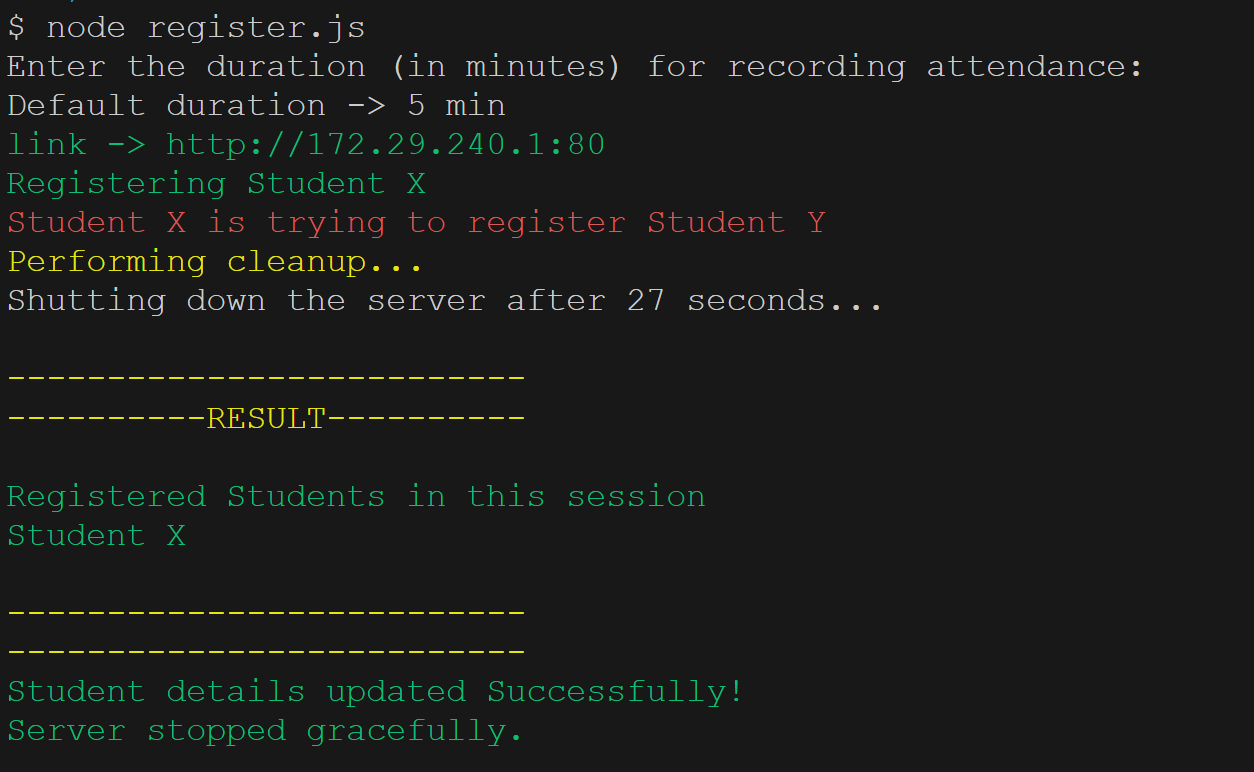 $ node register.js
Enter the duration (in minutes) for recording attendance:
Default duration -> 5 min
link -> http://172.29.240.1:80
Registering Student X
Student X is trying to register Student Y
Performing cleanup...
Shutting down the server after 27 seconds...
--------------------------
----------RESULT----------
Registered Students in this session
Student X
--------------------------
--------------------------
Student details updated Successfully!
Server stopped gracefully.